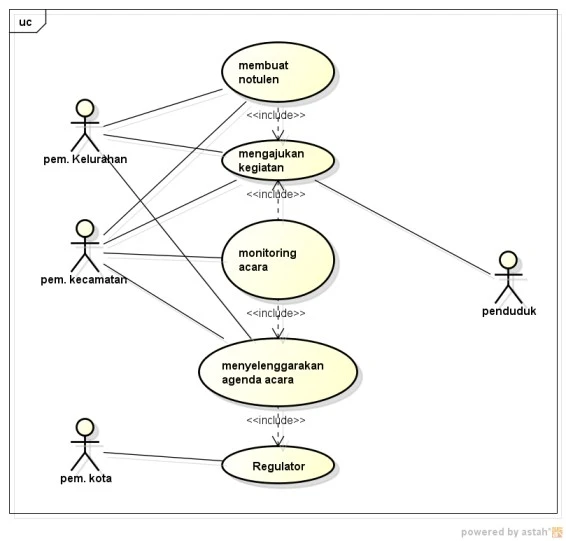 uc
membuat
notulen
<<include>>
pem. Kelurahan
mengajukan
kegiatan
<<include>>
monitoring
acara
pem. kecamatan
penduduk
<<include>>
menyelenggarakan
agenda acara
<<include>>
Regulator
pem. kota
powered by astah*